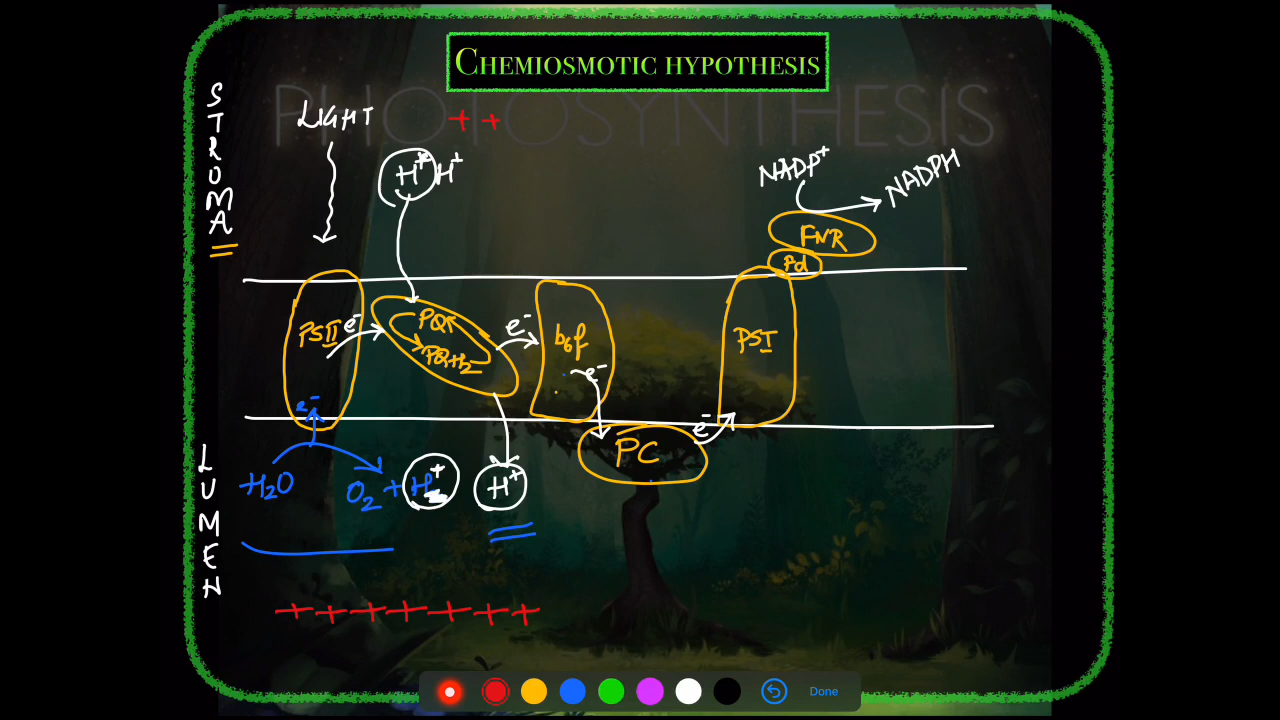 CHEMIOSMOTIC HYPOTHESIS
PHOTOSYNTHESIS
STROMA
LIGHT
+ +
H+ H+
NADP+
NADPH
FNR
Fd
PSII
e-
PQ
PQH2
e-
b6f
e-
PSI
e-
PC
e-
H2O
O2 + H+
H+
LUMEN
+ + + + + + +
Done